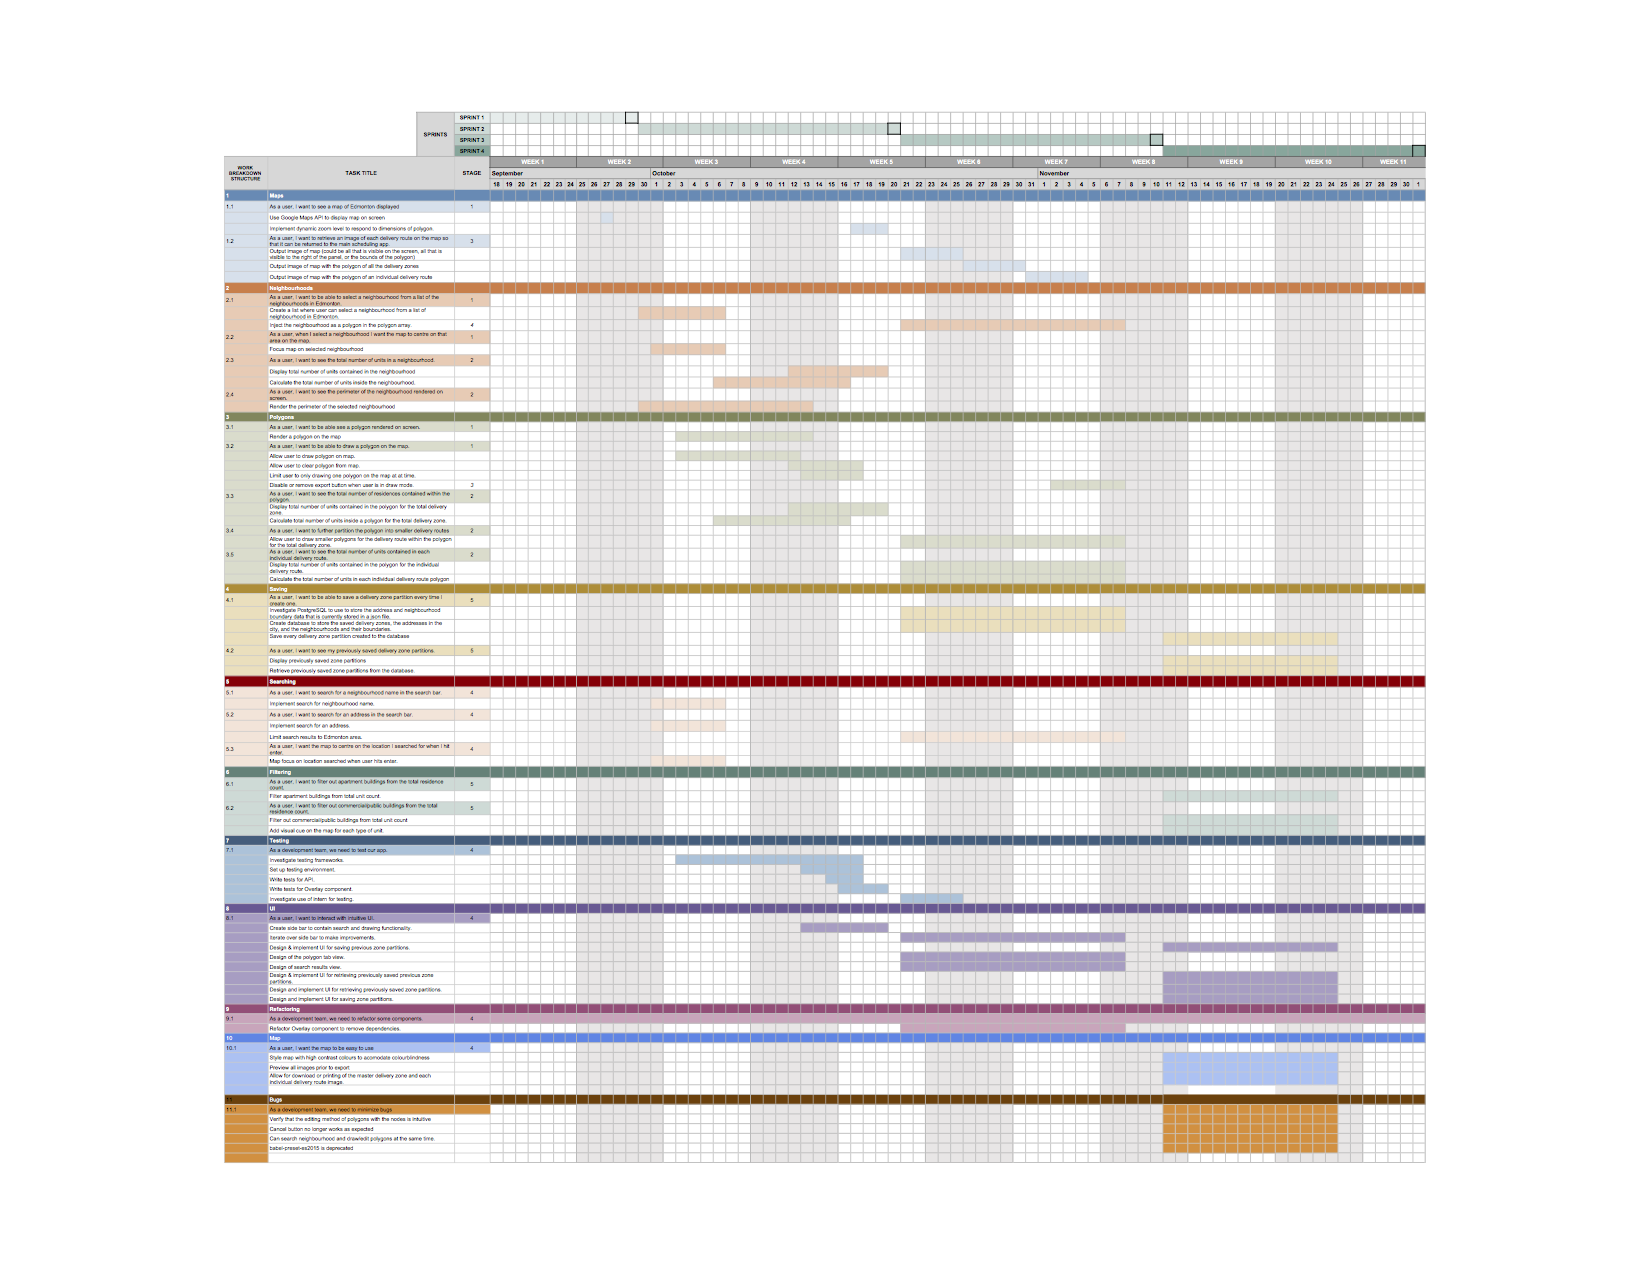 SPRINTS
SPRINT 1
SPRINT 2
SPRINT 3
SPRINT 4
WORK BREAKDOWN STRUCTURE TASK TITLE STAGE
WEEK 1 WEEK 2 WEEK 3 WEEK 4 WEEK 5 WEEK 6 WEEK 7 WEEK 8 WEEK 9 WEEK 10 WEEK 11
September October November
18 19 20 21 22 23 24 25 26 27 28 29 30 1 2 3 4 5 6 7 8 9 10 11 12 13 14 15 16 17 18 19 20 21 22 23 24 25 26 27 28 29 30 31 1 2 3 4 5 6 7 8 9 10 11 12 13 14 15 16 17 18 19 20 21 22 23 24 25 26 27 28 29 30 1
1 Maps
1.1 As a user, I want to see a map of Edmonton displayed 1
Use Google Maps API to display map on screen
Implement dynamic zoom level to respond to dimensions of polygon.
1.2 As a user, I want to retrieve an image of each delivery route on the map so
that it can be returned to the main scheduling app. 3
Output image of map (could be all that is visible on the screen, all that is
visible to the right of the panel, or the bounds of the polygon)
Output image of map with the polygon of all the delivery zones
Output image of map with the polygon of an individual delivery route
2 Neighbourhoods
2.1 As a user, I want to be able to select a neighbourhood from a list of the
neighbourhoods in Edmonton. 1
Create a list where user can select a neighbourhood from a list of
neighbourhood in Edmonton.
Inject the neighbourhood as a polygon in the polygon array. 4
2.2 As a user, when I select a neighbourhood I want the map to centre on that
area on the map. 1
Focus map on selected neighbourhood
2.3 As a user, I want to see the total number of units in a neighbourhood. 2
Display total number of units contained in the neighbourhood
Calculate the total number of units inside the neighbourhood.
2.4 As a user, I want to see the perimeter of the neighbourhood rendered on
screen. 2
Render the perimeter of the selected neighbourhood
3 Polygons
3.1 As a user, I want to be able see a polygon rendered on screen. 1
Render a polygon on the map
3.2 As a user, I want to be able to draw a polygon on the map. 1
Allow user to draw polygon on map.
Allow user to clear polygon from map.
Limit user to only drawing one polygon on the map at at time.
Disable or remove export button when user is in draw mode. 3
3.3 As a user, I want to see the total number of residences contained within the
polygon. 2
Display total number of units contained in the polygon for the total delivery
zone.
Calculate total number of units inside a polygon for the total delivery zone.
3.4 As a user, I want to further partition the polygon into smaller delivery routes 2
Allow user to draw smaller polygons for the delivery route within the polygon
for the total delivery zone.
3.5 As a user, I want to see the total number of units contained in each
individual delivery route. 2
Display total number of units contained in the polygon for the individual
delivery route.
Calculate the total number of units in each individual delivery route polygon
4 Saving
4.1 As a user, I want to be able to save a delivery zone partition every time I
create one. 5
Investigate PostgreSQL to use to store the address and neighbourhood
boundary data that is currently stored in a json file.
Create database to store the saved delivery zones, the addresses in the
city, and the neighbourhoods and their boundaries.
Save every delivery zone partition created to the database
4.2 As a user, I want to see my previously saved delivery zone partitions. 5
Display previously saved zone partitions
Retrieve previously saved zone partitions from the database.
5 Searching
5.1 As a user, I want to search for a neighbourhood name in the search bar. 4
Implement search for neighbourhood name.
5.2 As a user, I want to search for an address in the search bar. 4
Implement search for an address.
Limit search results to Edmonton area.
5.3 As a user, I want the map to centre on the location I searched for when I hit
enter. 4
Map focus on location searched when user hits enter.
6 Filtering
6.1 As a user, I want to filter out apartment buildings from the total residence
count. 5
Filter apartment buildings from total unit count.
6.2 As a user, I want to filter out commercial/public buildings from the total
residence count. 5
Filter out commercial/public buildings from total unit count
Add visual cue on the map for each type of unit.
7 Testing
7.1 As a development team, we need to test our app. 4
Investigate testing frameworks.
Set up testing environment.
Write tests for API.
Write tests for Overlay component.
Investigate use of Intern for testing.
8 UI
8.1 As a user, I want to interact with intuitive UI. 4
Create side bar to contain search and drawing functionality.
Iterate over side bar to make improvements.
Design & implement UI for saving previous zone partitions.
Design of the polygon tab view.
Design of search results view.
Design & implement UI for retrieving previously saved previous zone
partitions.
Design and implement UI for retrieving previously saved zone partitions.
Design and implement UI for saving zone partitions.
9 Refactoring
9.1 As a development team, we need to refactor some components. 4
Refactor Overlay component to remove dependencies.
10 Map
10.1 As a user, I want the map to be easy to use 4
Style map with high contrast colours to acomodate colourblindness
Preview all images prior to export
Allow for download or printing of the master delivery zone and each
individual delivery route image.
11 Bugs
11.1 As a development team, we need to minimize bugs
Verify that the editing method of polygons with the nodes is intuitive
Cancel button no longer works as expected
Can search neighbourhood and draw/edit polygons at the same time.
babel-preset-es2015 is deprecated